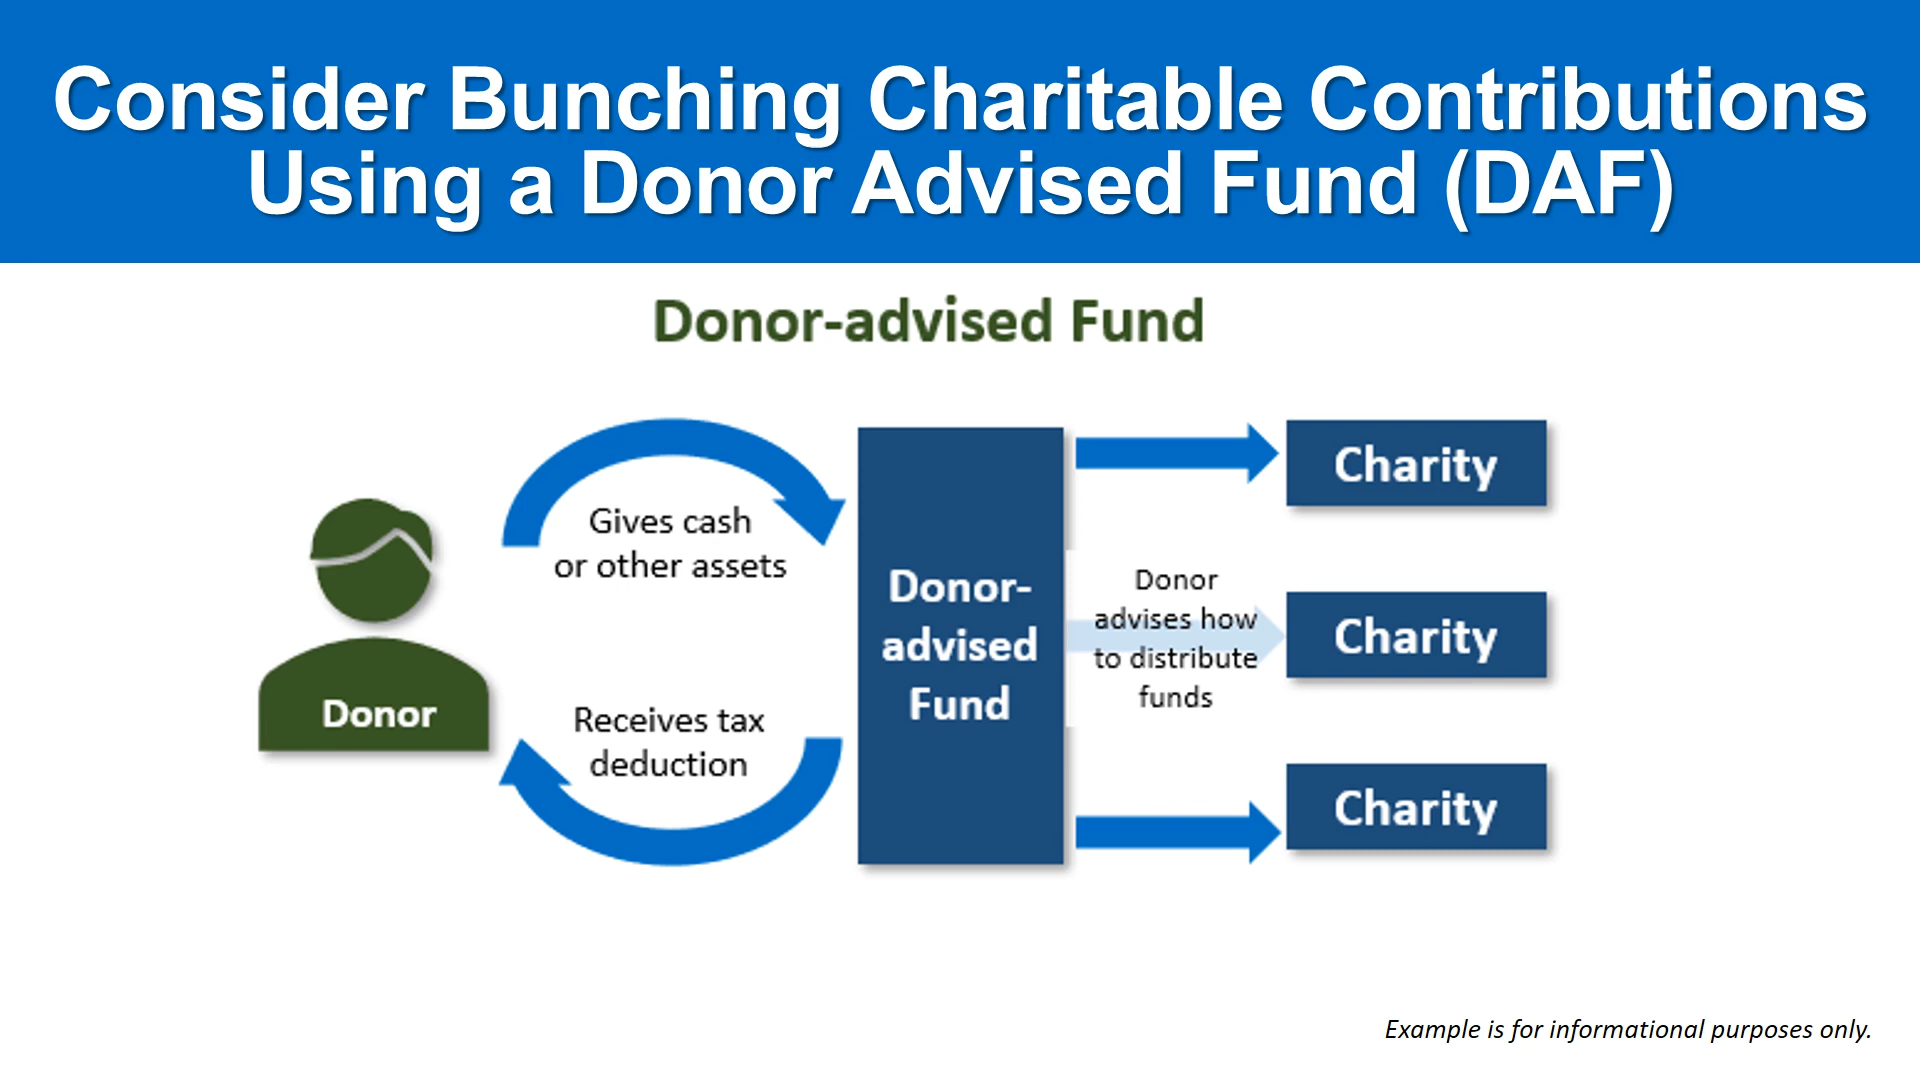 Consider Bunching Charitable Contributions
Using a Donor Advised Fund (DAF)
Donor-advised Fund
Gives cash
or other assets
Donor
Receives tax
deduction
Donor-
advised
Fund
Donor
advises how
to distribute
funds
Charity
Charity
Charity
Example is for informational purposes only.